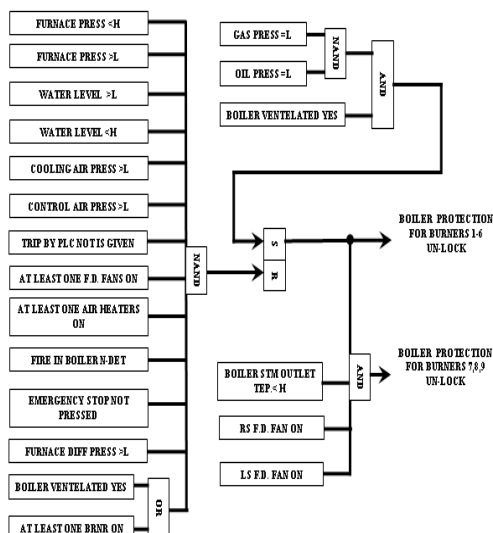 FURNACE PRESS <H
FURNACE PRESS >L
WATER LEVEL >L
WATER LEVEL <H
COOLING AIR PRESS >L
CONTROL AIR PRESS >L
TRIP BY PLC NOT IS GIVEN
AT LEAST ONE F.D. FANS ON
AT LEAST ONE AIR HEATERS
ON
FIRE IN BOILER N-DET
EMERGENCY STOP NOT
PRESSED
FURNACE DIFF PRESS >L
BOILER VENTELATED YES
AT LEAST ONE BRNR ON
OR
NAND
GAS PRESS =L
OIL PRESS =L
NAND
BOILER VENTELATED YES
AND
S
R
BOILER PROTECTION
FOR BURNERS 1-6
UN-LOCK
BOILER STM OUTLET
TEP.< H
RS F.D. FAN ON
LS F.D. FAN ON
AND
BOILER PROTECTION
FOR BURNERS 7,8,9
UN-LOCK